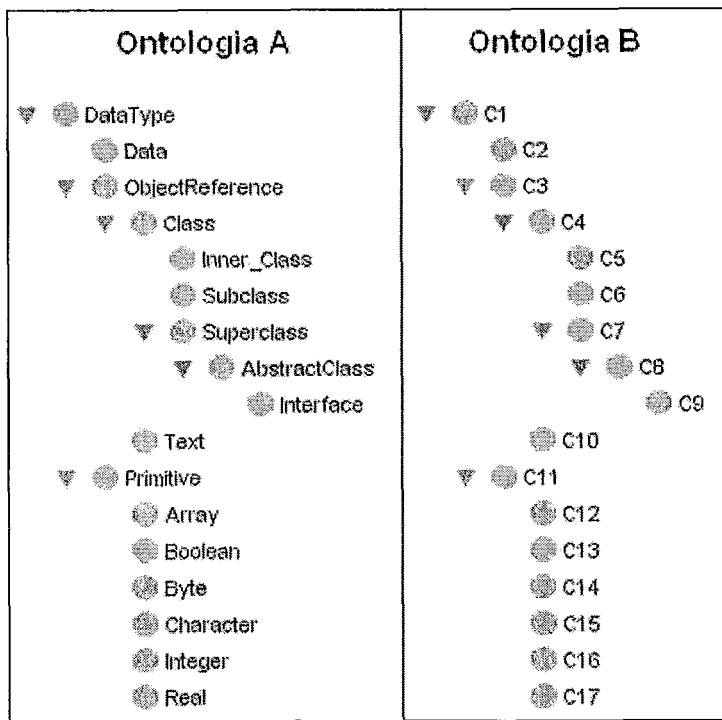 Ontologia A
DataType
Data
ObjectReference
Class
Inner_Class
Subclass
Superclass
AbstractClass
Interface
Text
Primitive
Array
Boolean
Byte
Character
Integer
Real
Ontologia B
C1
C2
C3
C4
C5
C6
C7
C8
C9
C10
C11
C12
C13
C14
C15
C16
C17